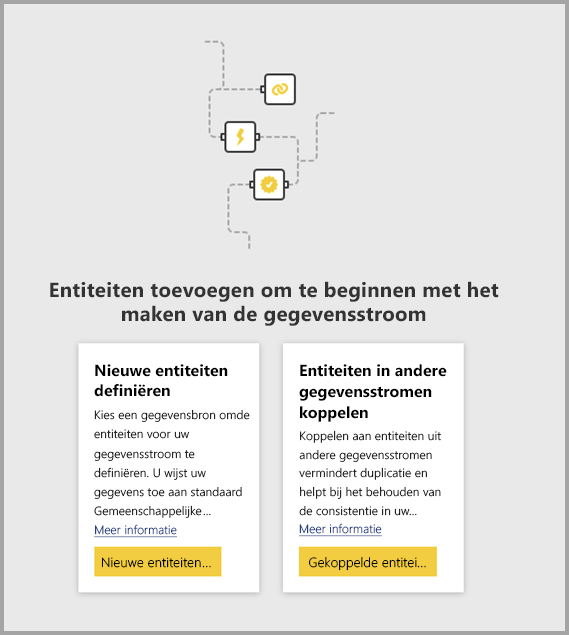 Entiteiten toevoegen om te beginnen met het
maken van de gegevensstroom
Nieuwe entiteiten
definiëren
Kies een gegevensbron omde
entiteiten voor uw
gegevensstroom te
definiëren. U wijst uw
gegevens toe aan standaard
Gemeenschappelijke...
Meer informatie
Nieuwe entiteiten...
Entiteiten in andere
gegevensstromen
koppelen
Koppelen aan entiteiten uit
andere gegevensstromen
vermindert duplicatie en
helpt bij het behouden van
de consistentie in uw...
Meer informatie
Gekoppelde entitei...